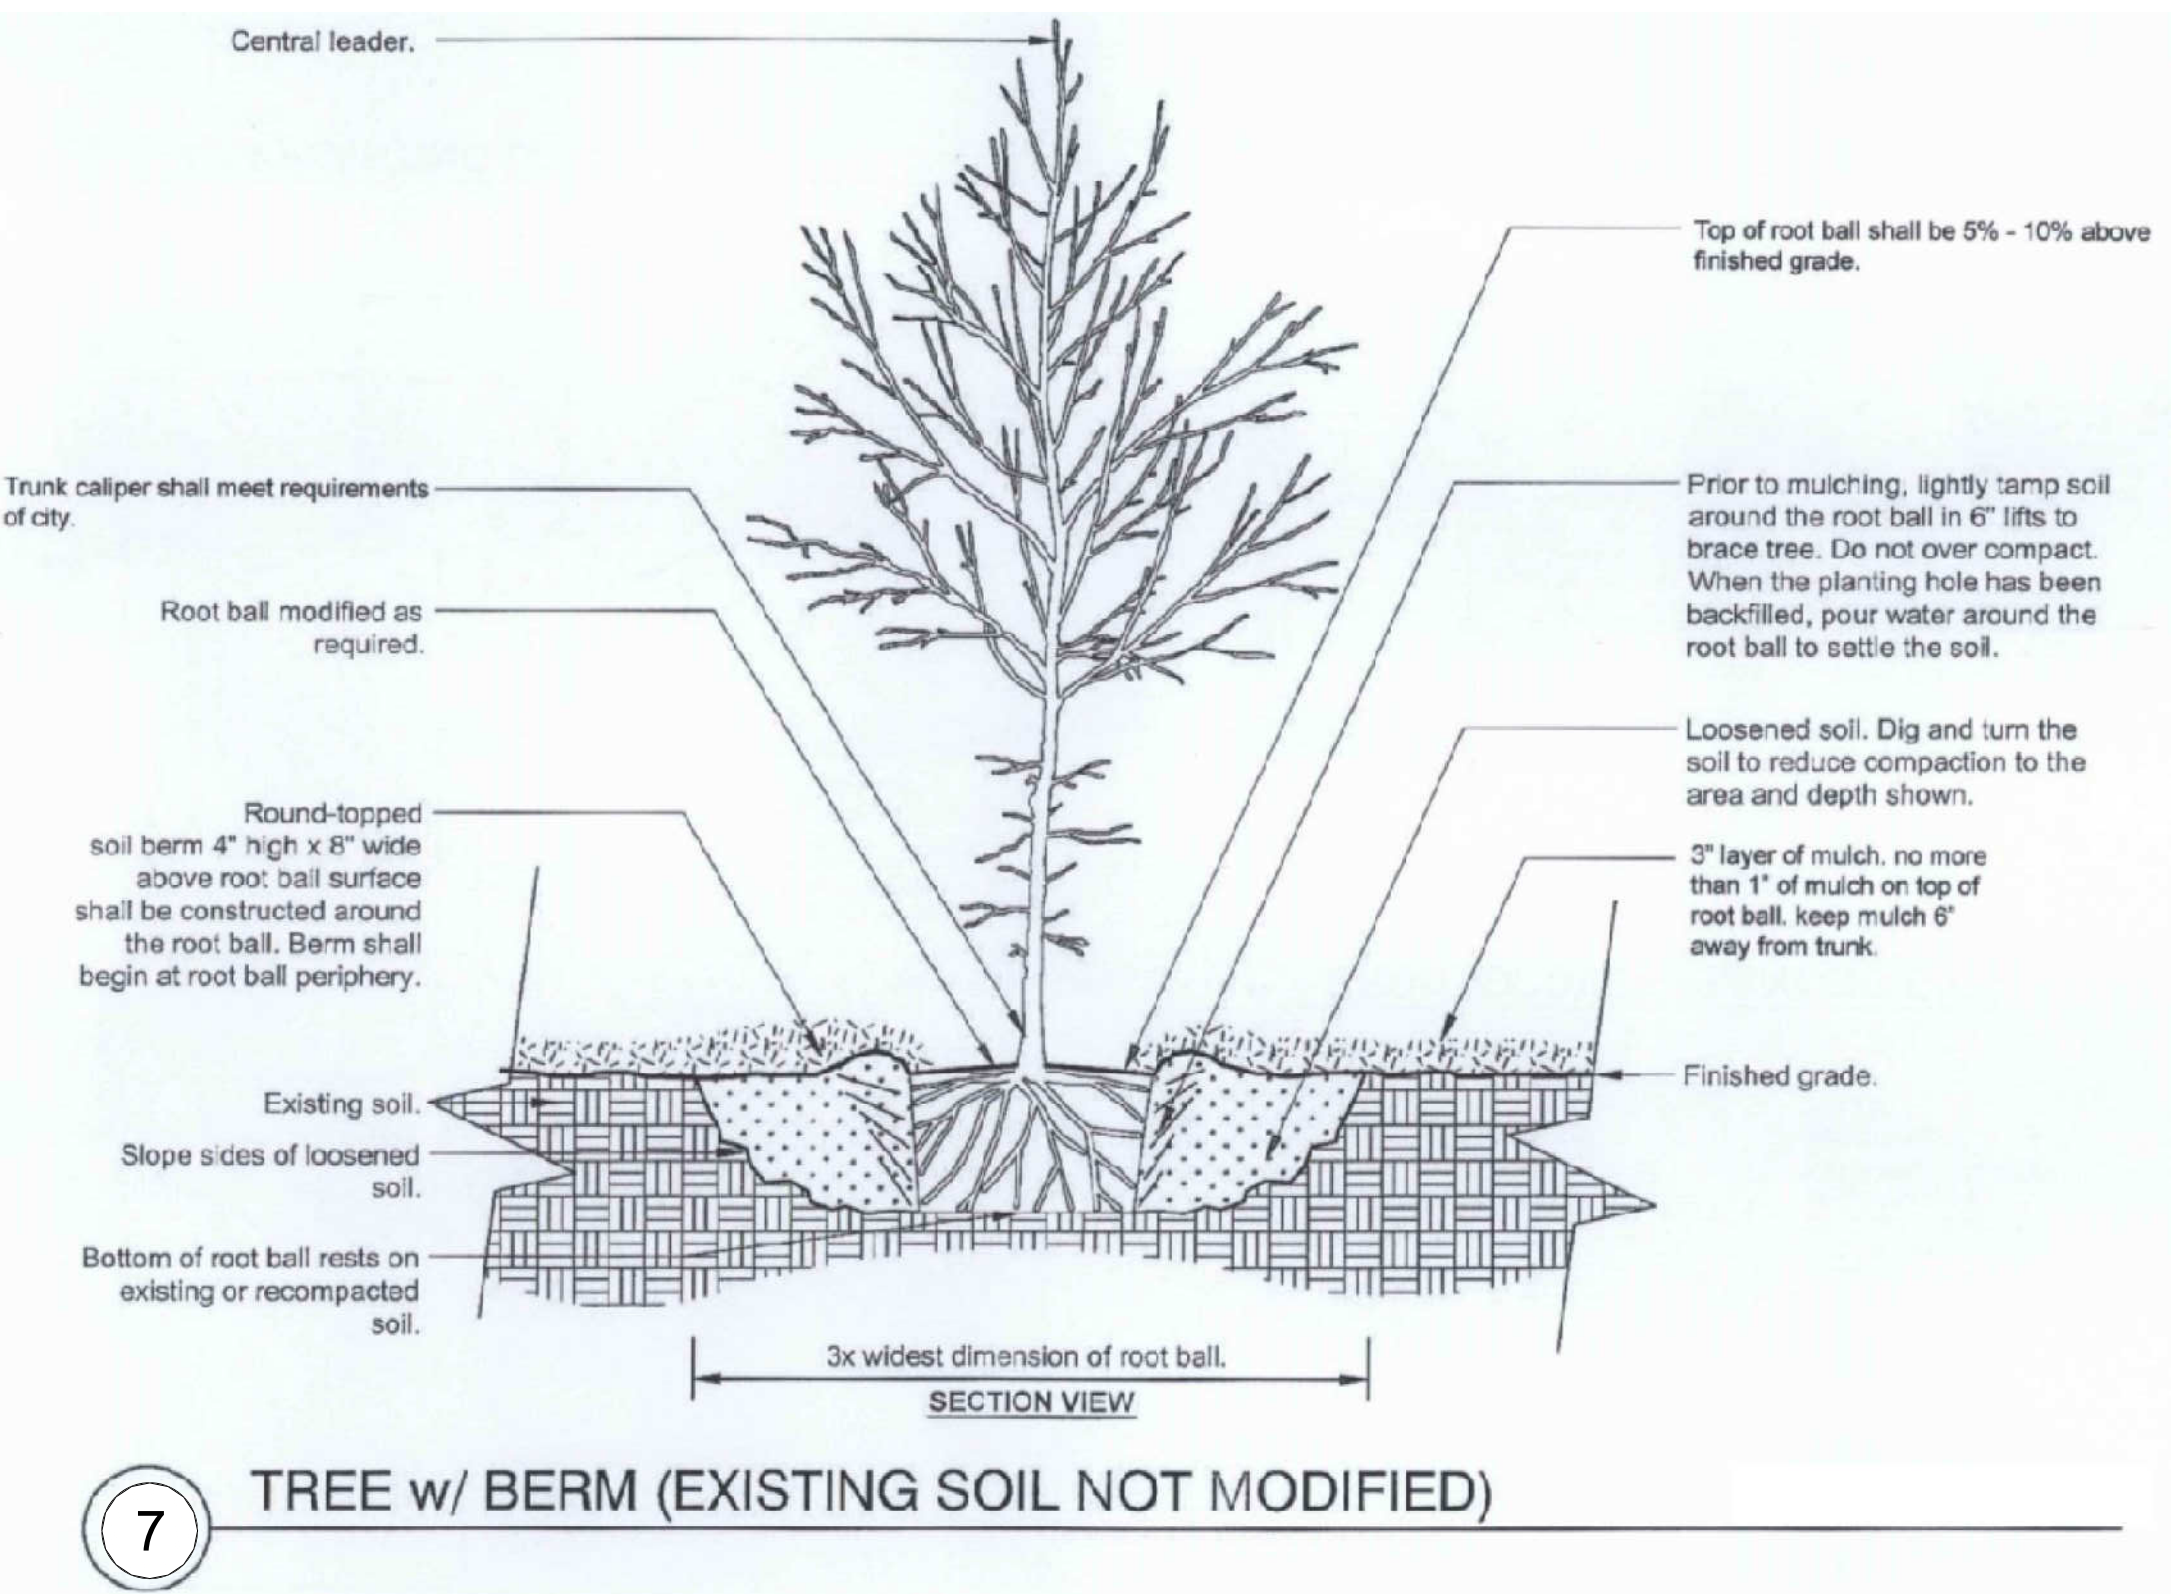 Central leader.
Trunk caliper shall meet requirements
of city.
Root ball modified as
required.
Round-topped
soil berm 4" high x 8" wide
above root ball surface
shall be constructed around
the root ball. Berm shall
begin at root ball periphery.
Existing soil.
Slope sides of loosened
soil.
Bottom of root ball rests on
existing or recompacted
soil.
Top of root ball shall be 5% - 10% above
finished grade.
Prior to mulching, lightly tamp soil
around the root ball in 6" lifts to
brace tree. Do not over compact.
When the planting hole has been
backfilled, pour water around the
root ball to settle the soil.
Loosened soil. Dig and turn the
soil to reduce compaction to the
area and depth shown.
3" layer of mulch. no more
than 1" of mulch on top of
root ball. keep mulch 6"
away from trunk.
Finished grade.
3x widest dimension of root ball.
SECTION VIEW
7
TREE w/ BERM (EXISTING SOIL NOT MODIFIED)